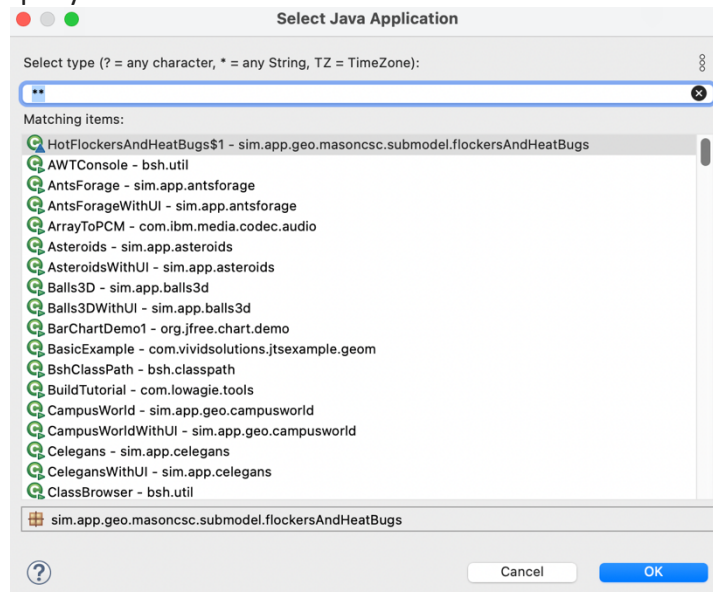 Select Java Application
Select type (? = any character, * = any String, TZ = TimeZone):
**
Matching items:
HotFlockersAndHeatBugs$1 - sim.app.geo.masoncsc.submodel.flockersAndHeatBugs
AWTConsole - bsh.util
AntsForage - sim.app.antsforage
AntsForageWithUI - sim.app.antsforage
ArrayToPCM - com.ibm.media.codec.audio
Asteroids - sim.app.asteroids
AsteroidsWithUI - sim.app.asteroids
Balls3D - sim.app.balls3d
Balls3DWithUI - sim.app.balls3d
BarChartDemo1 - org.jfree.chart.demo
BasicExample - com.vividsolutions.jtsexample.geom
BshClassPath - bsh.classpath
BuildTutorial - com.lowagie.tools
CampusWorld - sim.app.geo.campusworld
CampusWorldWithUI - sim.app.geo.campusworld
Celegans - sim.app.celegans
CelegansWithUI - sim.app.celegans
ClassBrowser - bsh.util
sim.app.geo.masoncsc.submodel.flockersAndHeatBugs
? Cancel OK